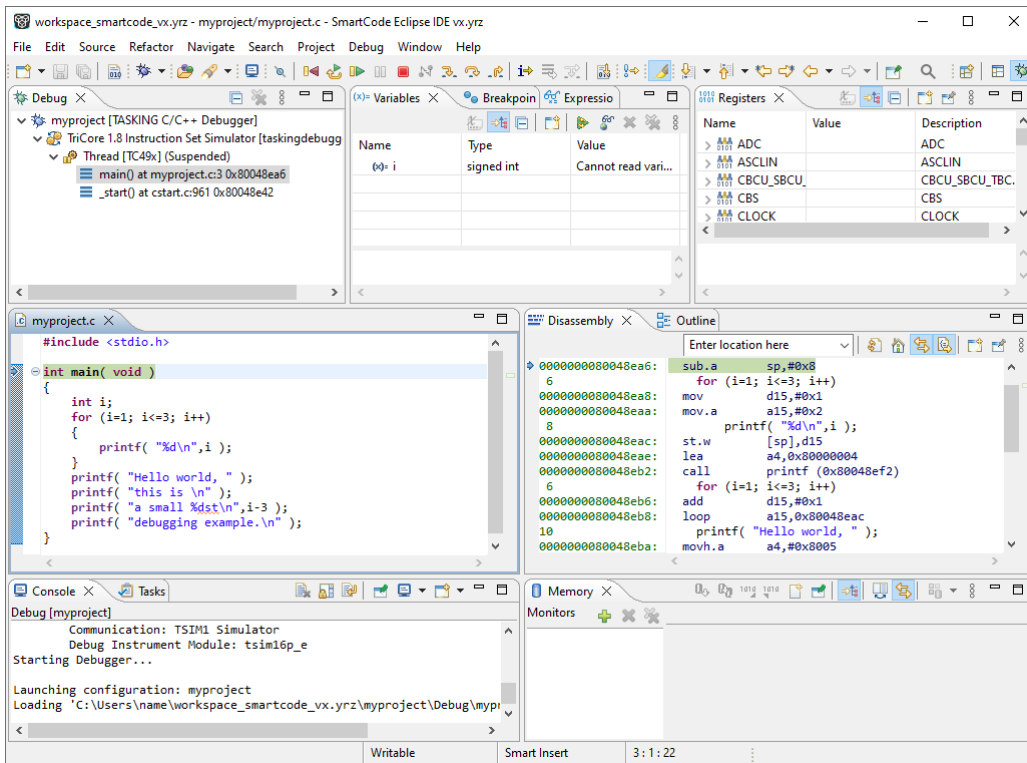 workspace_smartcode_vx.yrz - myproject/myproject.c - SmartCode Eclipse IDE vx.yrz
File Edit Source Refactor Navigate Search Project Debug Window Help
Debug
myproject [TASKING C/C++ Debugger]
TriCore 1.8 Instruction Set Simulator [taskingdebugg
Thread [TC49x] (Suspended)
main() at myproject.c:3 0x80048ea6
_start() at cstart.c:961 0x80048e42
(x)= Variables Breakpoin Expressio
Name Type Value
(x)= i signed int Cannot read vari...
Registers
Name Value Description
ADC ADC
ASCLIN ASCLIN
CBCU_SBCU_ CBCU_SBCU_TBC.
CBS CBS
CLOCK CLOCK
myproject.c
#include <stdio.h>
int main( void )
{
int i;
for (i=1; i<=3; i++)
{
printf( "%d\n",i );
}
printf( "Hello world, " );
printf( "this is \n" );
printf( "a small %dst\n",i-3 );
printf( "debugging example.\n" );
}
Disassembly Outline
Enter location here
0000000080048ea6: sub.a sp,#0x8
6 for (i=1; i<=3; i++)
0000000080048ea8: mov d15,#0x1
0000000080048eaa: mov.a a15,#0x2
8 printf( "%d\n",i );
0000000080048eac: st.w [sp],d15
0000000080048eae: lea a4,0x80000004
0000000080048eb2: call printf (0x80048ef2)
6 for (i=1; i<=3; i++)
0000000080048eb6: add d15,#0x1
0000000080048eb8: loop a15,0x80048eac
10 printf( "Hello world, " );
0000000080048eba: movh.a a4,#0x8005
Console Tasks
Debug [myproject]
Communication: TSIM1 Simulator
Debug Instrument Module: tsim16p_e
Starting Debugger...
Launching configuration: myproject
Loading 'C:\Users\name\workspace_smartcode_vx.yrz\myproject\Debug\mypr
Memory
Monitors
Writable Smart Insert 3 : 1 : 22